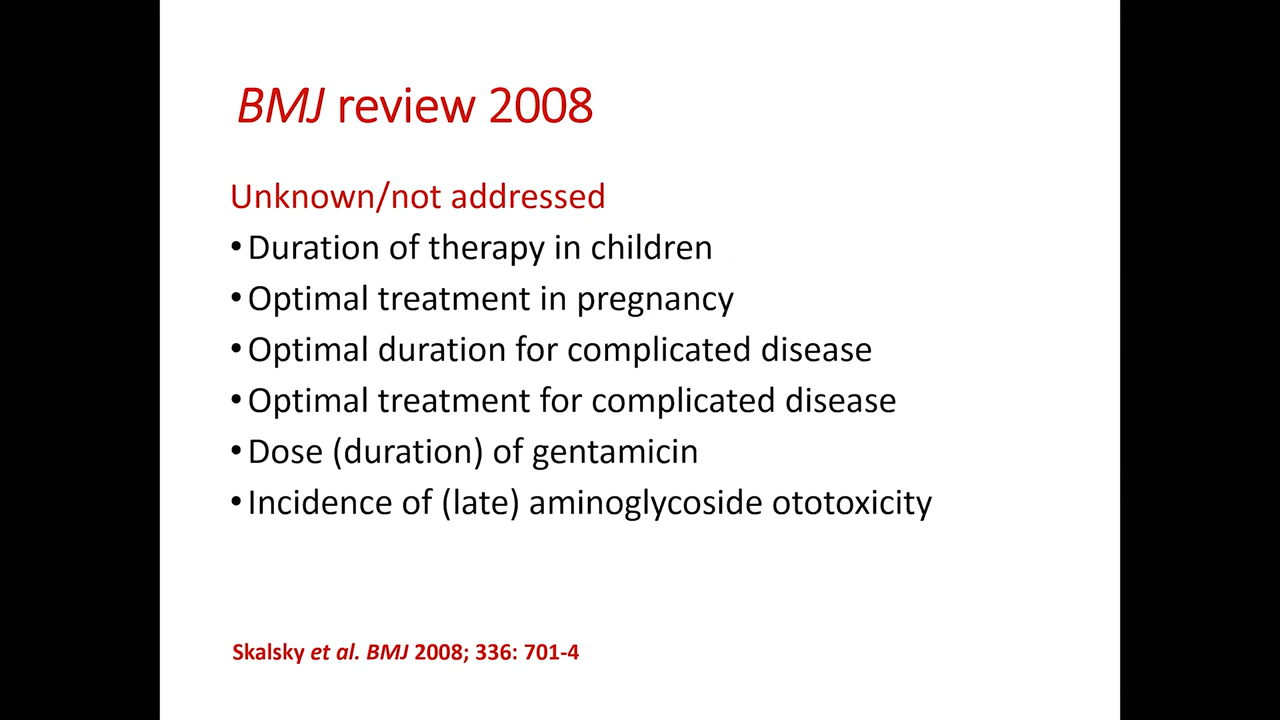 BMJ review 2008
Unknown/not addressed
•Duration of therapy in children
•Optimal treatment in pregnancy
•Optimal duration for complicated disease
•Optimal treatment for complicated disease
•Dose (duration) of gentamicin
•Incidence of (late) aminoglycoside ototoxicity
Skalsky et al. BMJ 2008; 336: 701-4